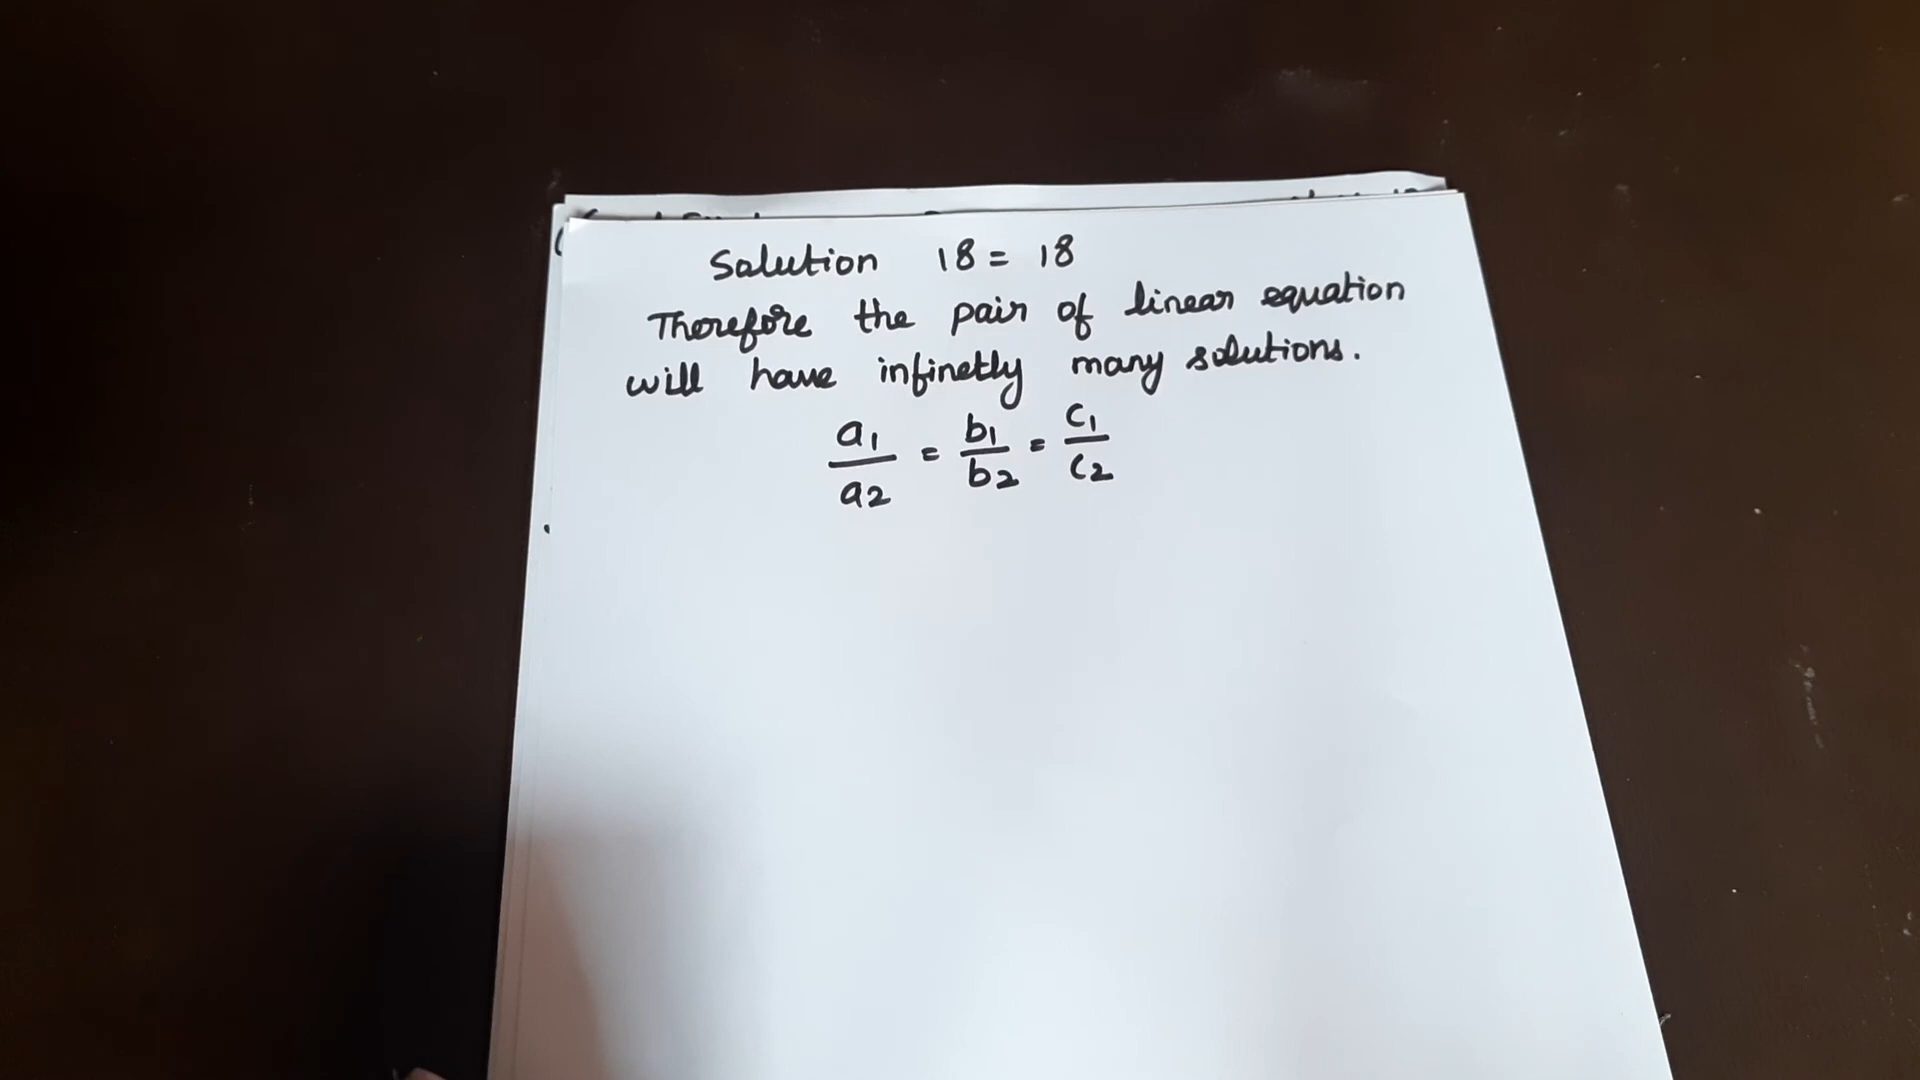 Solution 18 = 18
Therefore the pair of linear equation
will have infinetly many solutions.
a1/a2 = b1/b2 = c1/c2